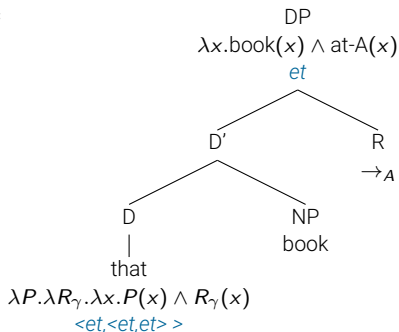 DP
λx.book(x) ∧ at-A(x)
et
D' R
→A
D NP
that book
λP.λRγ.λx.P(x) ∧ Rγ(x)
<et,<et,et> >